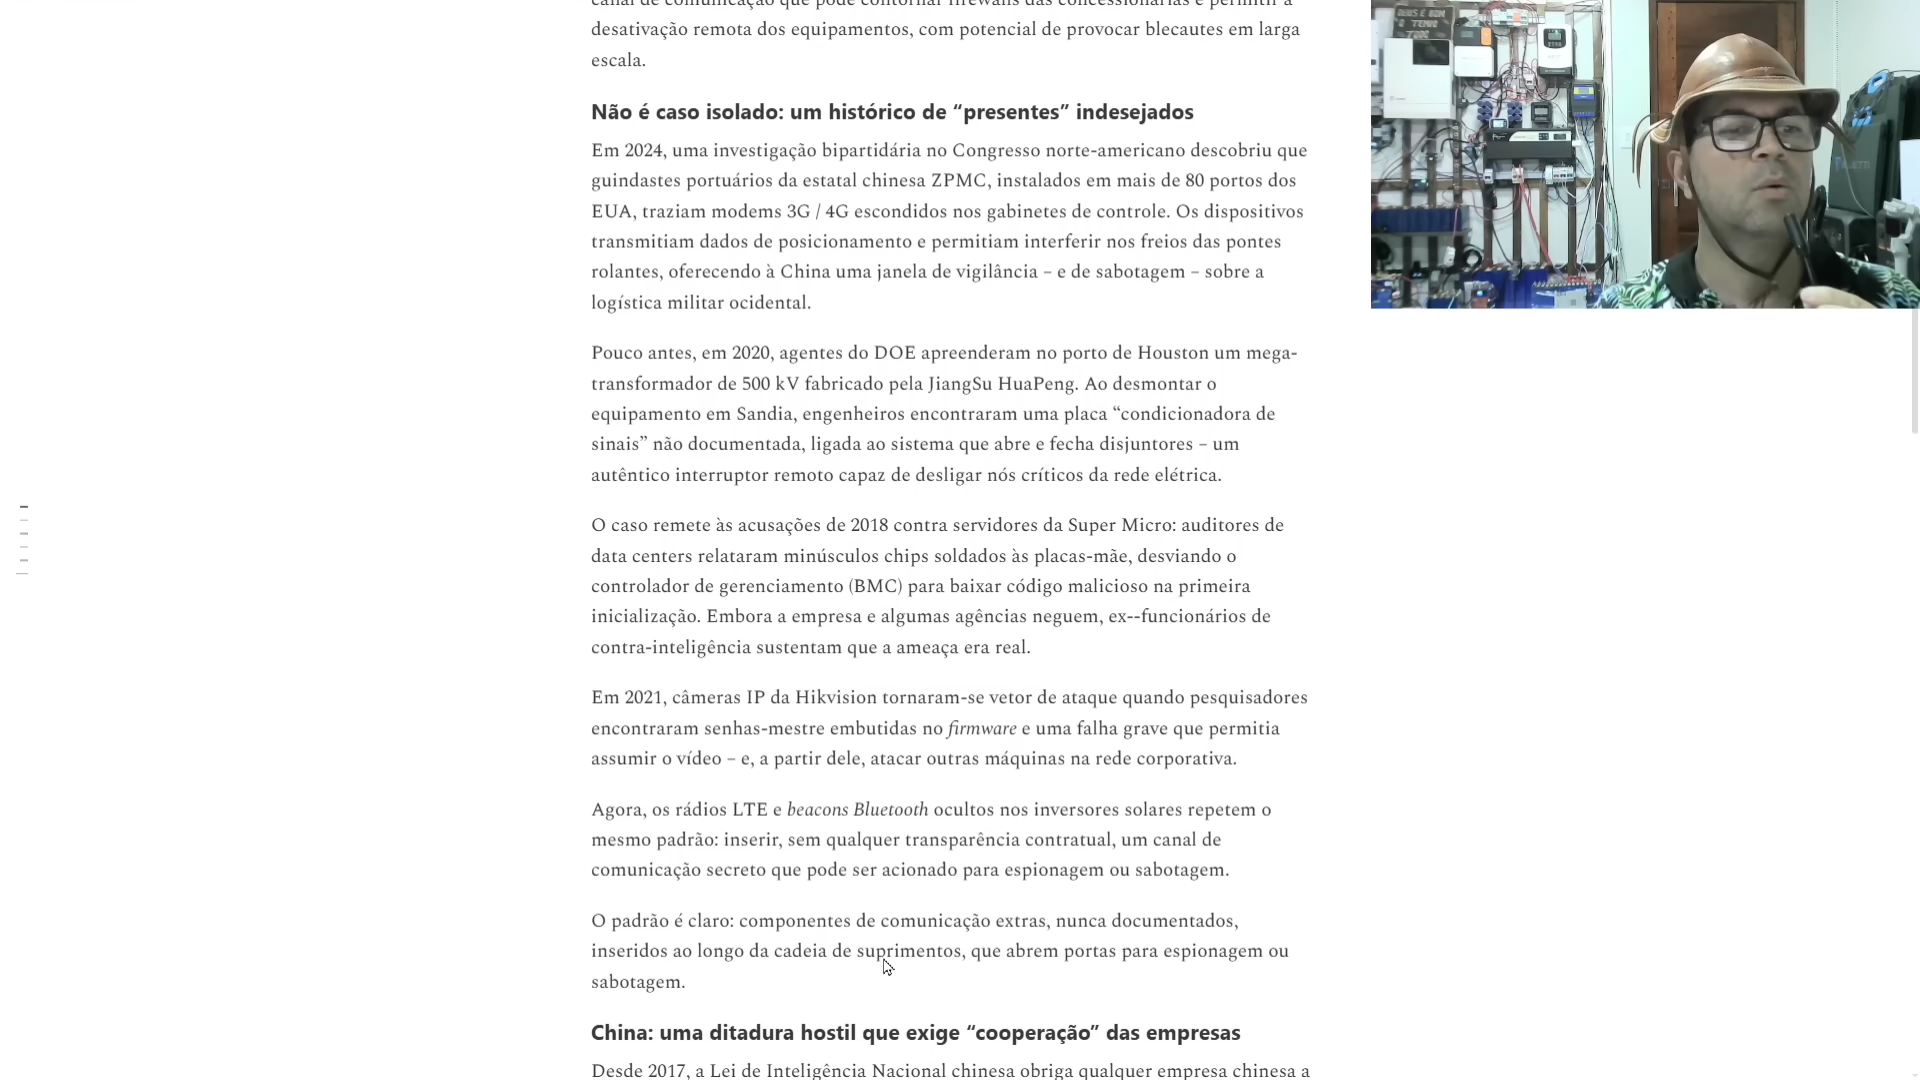 canal de comunicação que pode contornar firewalls das concessionárias e permitir a
desativação remota dos equipamentos, com potencial de provocar blecautes em larga
escala.
Não é caso isolado: um histórico de “presentes” indesejados
Em 2024, uma investigação bipartidária no Congresso norte-americano descobriu que
guindastes portuários da estatal chinesa ZPMC, instalados em mais de 80 portos dos
EUA, traziam modems 3G / 4G escondidos nos gabinetes de controle. Os dispositivos
transmitiam dados de posicionamento e permitiam interferir nos freios das pontes
rolantes, oferecendo à China uma janela de vigilância – e de sabotagem – sobre a
logística militar ocidental.
Pouco antes, em 2020, agentes do DOE apreenderam no porto de Houston um mega-
transformador de 500 kV fabricado pela JiangSu HuaPeng. Ao desmontar o
equipamento em Sandia, engenheiros encontraram uma placa “condicionadora de
sinais” não documentada, ligada ao sistema que abre e fecha disjuntores – um
autêntico interruptor remoto capaz de desligar nós críticos da rede elétrica.
O caso remete às acusações de 2018 contra servidores da Super Micro: auditores de
data centers relataram minúsculos chips soldados às placas-mãe, desviando o
controlador de gerenciamento (BMC) para baixar código malicioso na primeira
inicialização. Embora a empresa e algumas agências neguem, ex--funcionários de
contra-inteligência sustentam que a ameaça era real.
Em 2021, câmeras IP da Hikvision tornaram-se vetor de ataque quando pesquisadores
encontraram senhas-mestre embutidas no firmware e uma falha grave que permitia
assumir o vídeo – e, a partir dele, atacar outras máquinas na rede corporativa.
Agora, os rádios LTE e beacons Bluetooth ocultos nos inversores solares repetem o
mesmo padrão: inserir, sem qualquer transparência contratual, um canal de
comunicação secreto que pode ser acionado para espionagem ou sabotagem.
O padrão é claro: componentes de comunicação extras, nunca documentados,
inseridos ao longo da cadeia de suprimentos, que abrem portas para espionagem ou
sabotagem.
China: uma ditadura hostil que exige “cooperação” das empresas
Desde 2017, a Lei de Inteligência Nacional chinesa obriga qualquer empresa chinesa a
DEUS É BOM
O TEMPO